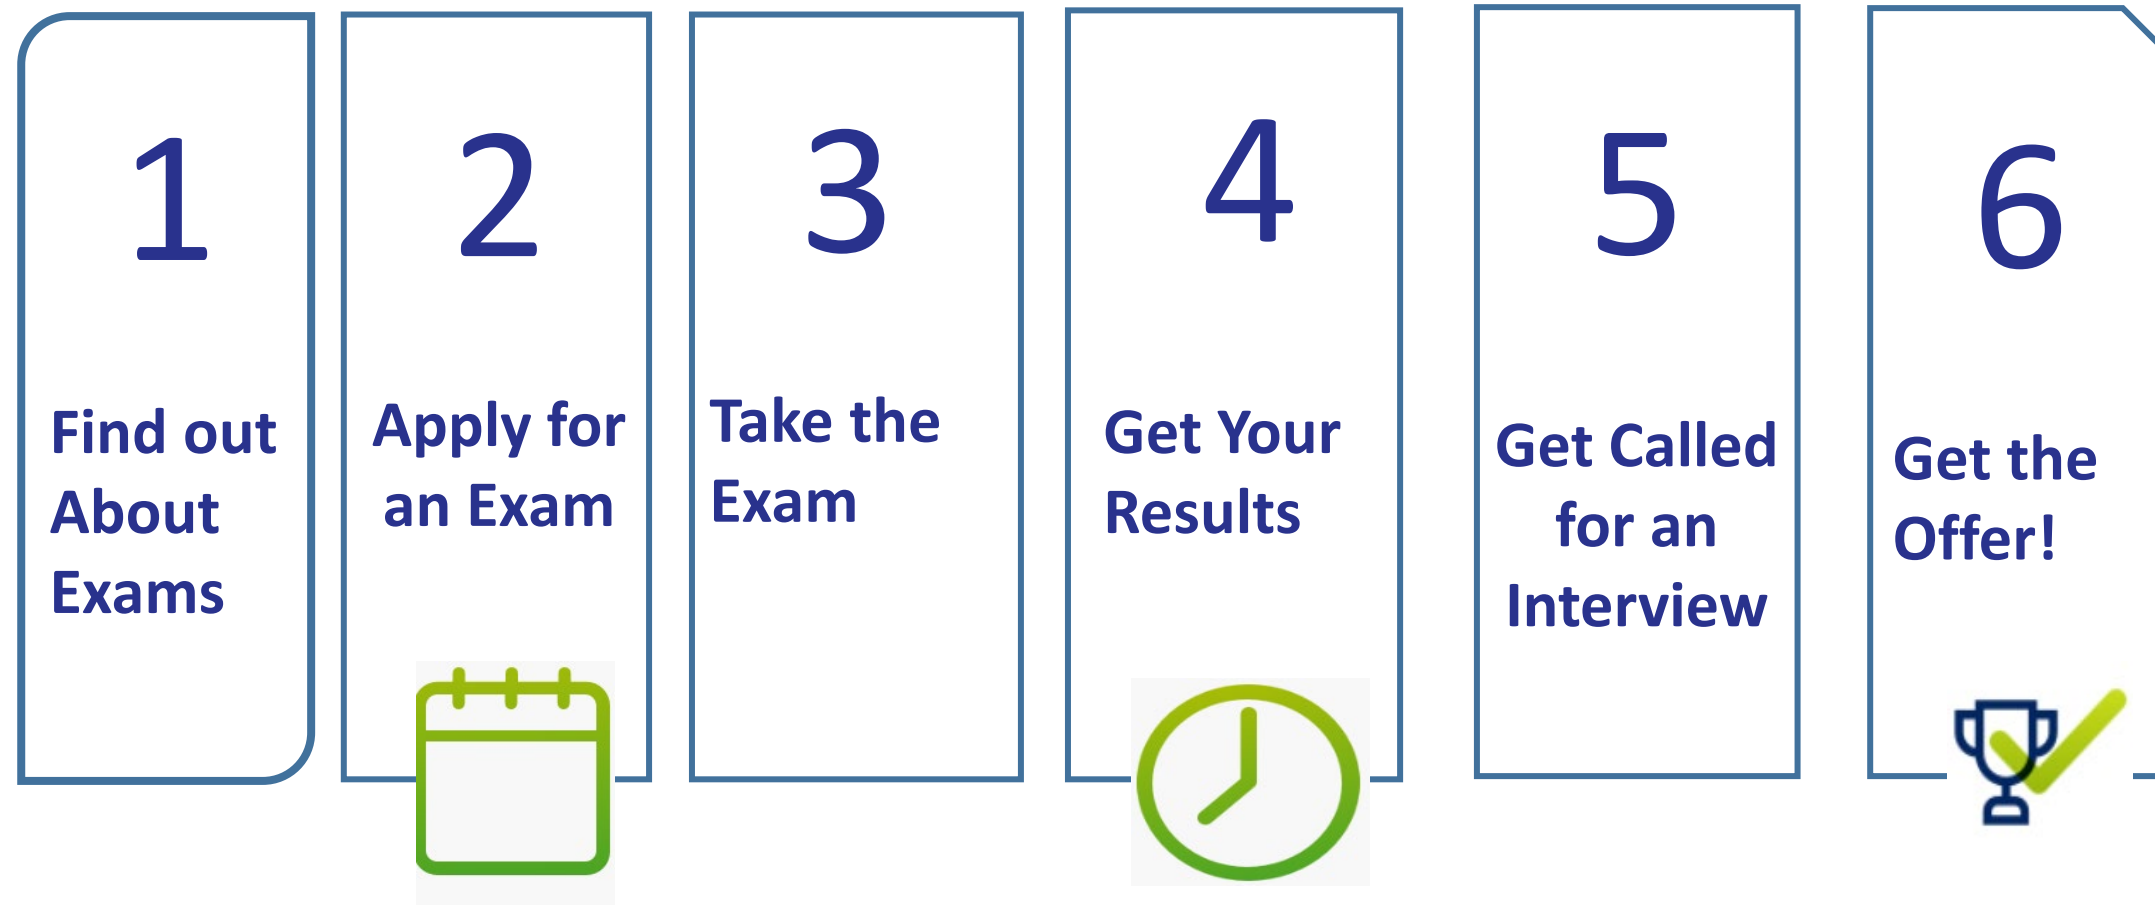 1
Find out
About
Exams
2
Apply for
an Exam
3
Take the
Exam
4
Get Your
Results
5
Get Called
for an
Interview
6
Get the
Offer!